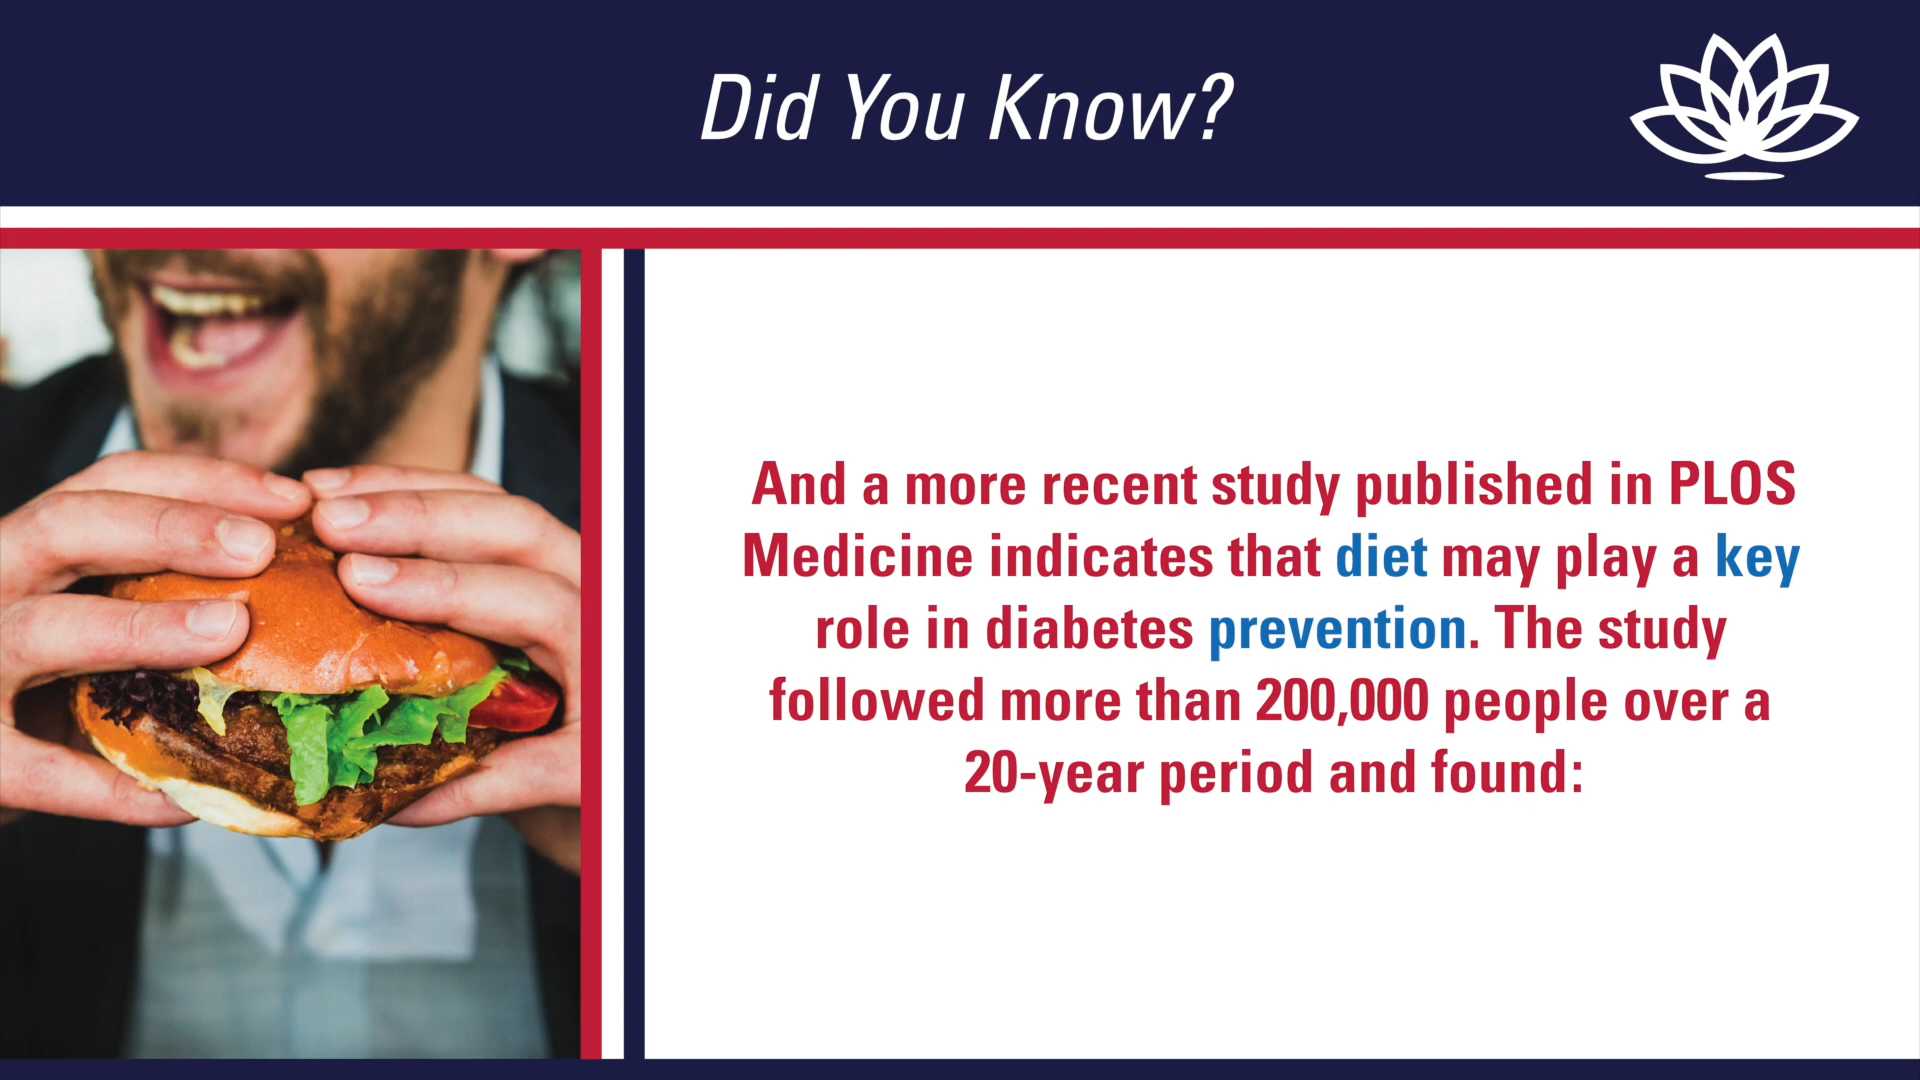 Did You Know?
And a more recent study published in PLOS
Medicine indicates that diet may play a key
role in diabetes prevention. The study
followed more than 200,000 people over a
20-year period and found: